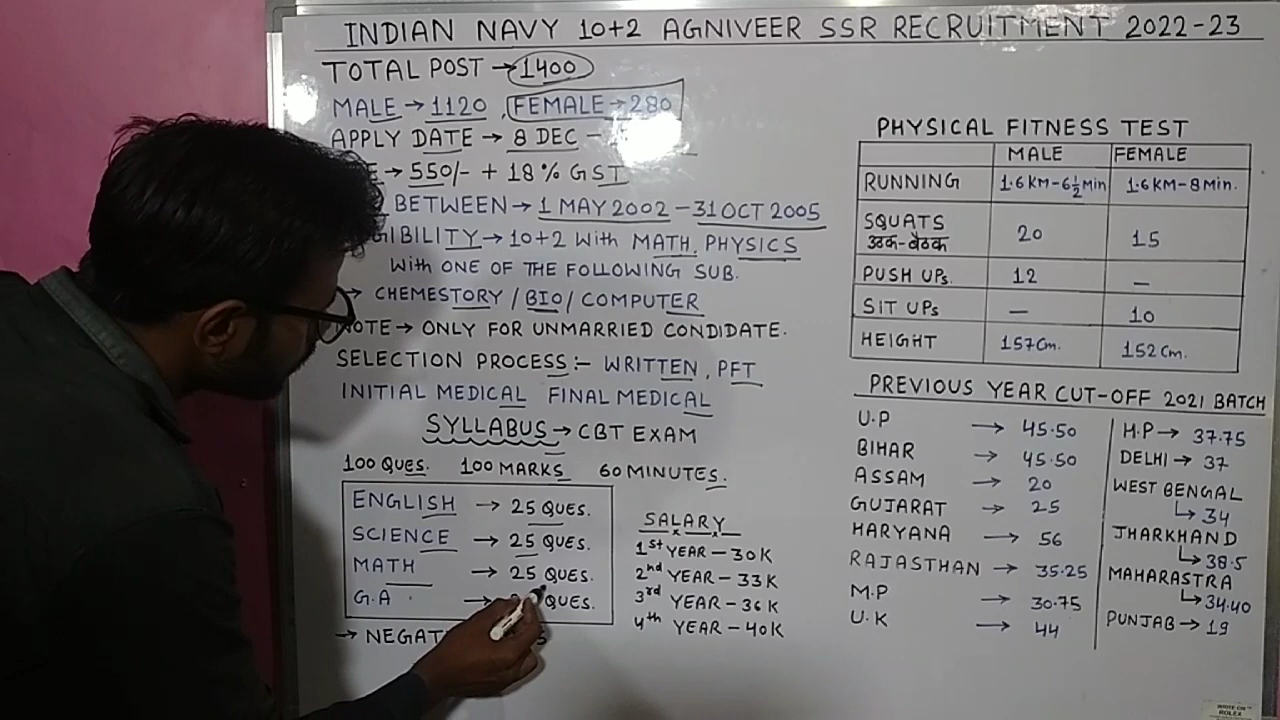 INDIAN NAVY 10+2 AGNIVEER SSR RECRUITMENT 2022-23
TOTAL POST → 1400
MALE → 1120, FEMALE → 280
APPLY DATE → 8 DEC -
→ 550/- + 18% GST
BETWEEN → 1 MAY 2002 - 31 OCT 2005
GIBILITY → 10+2 With MATH, PHYSICS
With ONE OF THE FOLLOWING SUB.
→ CHEMESTORY / BIO / COMPUTER
NOTE → ONLY FOR UNMARRIED CONDIDATE.
SELECTION PROCESS :- WRITTEN, PFT
INITIAL MEDICAL FINAL MEDICAL
SYLLABUS → CBT EXAM
100 QUES. 100 MARKS 60 MINUTES.
ENGLISH → 25 QUES.
SCIENCE → 25 QUES.
MATH → 25 QUES.
G.A → QUES.
→ NEGAT
SALARY
1st YEAR - 30K
2nd YEAR - 33K
3rd YEAR - 36K
4th YEAR - 40K
PHYSICAL FITNESS TEST
MALE FEMALE
RUNNING 1.6 KM - 6½ Min 1.6 KM - 8 Min.
SQUATS 20 15
उठक-बैठक
PUSH UPs. 12 —
SIT UPs — 10
HEIGHT 157 Cm. 152 Cm.
PREVIOUS YEAR CUT-OFF 2021 BATCH
U.P → 45.50
BIHAR → 45.50
ASSAM → 20
GUJARAT → 25
HARYANA → 56
RAJASTHAN → 35.25
M.P → 30.75
U.K → 44
H.P → 37.75
DELHI → 37
WEST BENGAL
↳ 34
JHARKHAND
↳ 38.5
MAHARASTRA
↳ 34.40
PUNJAB → 19
ROLEX